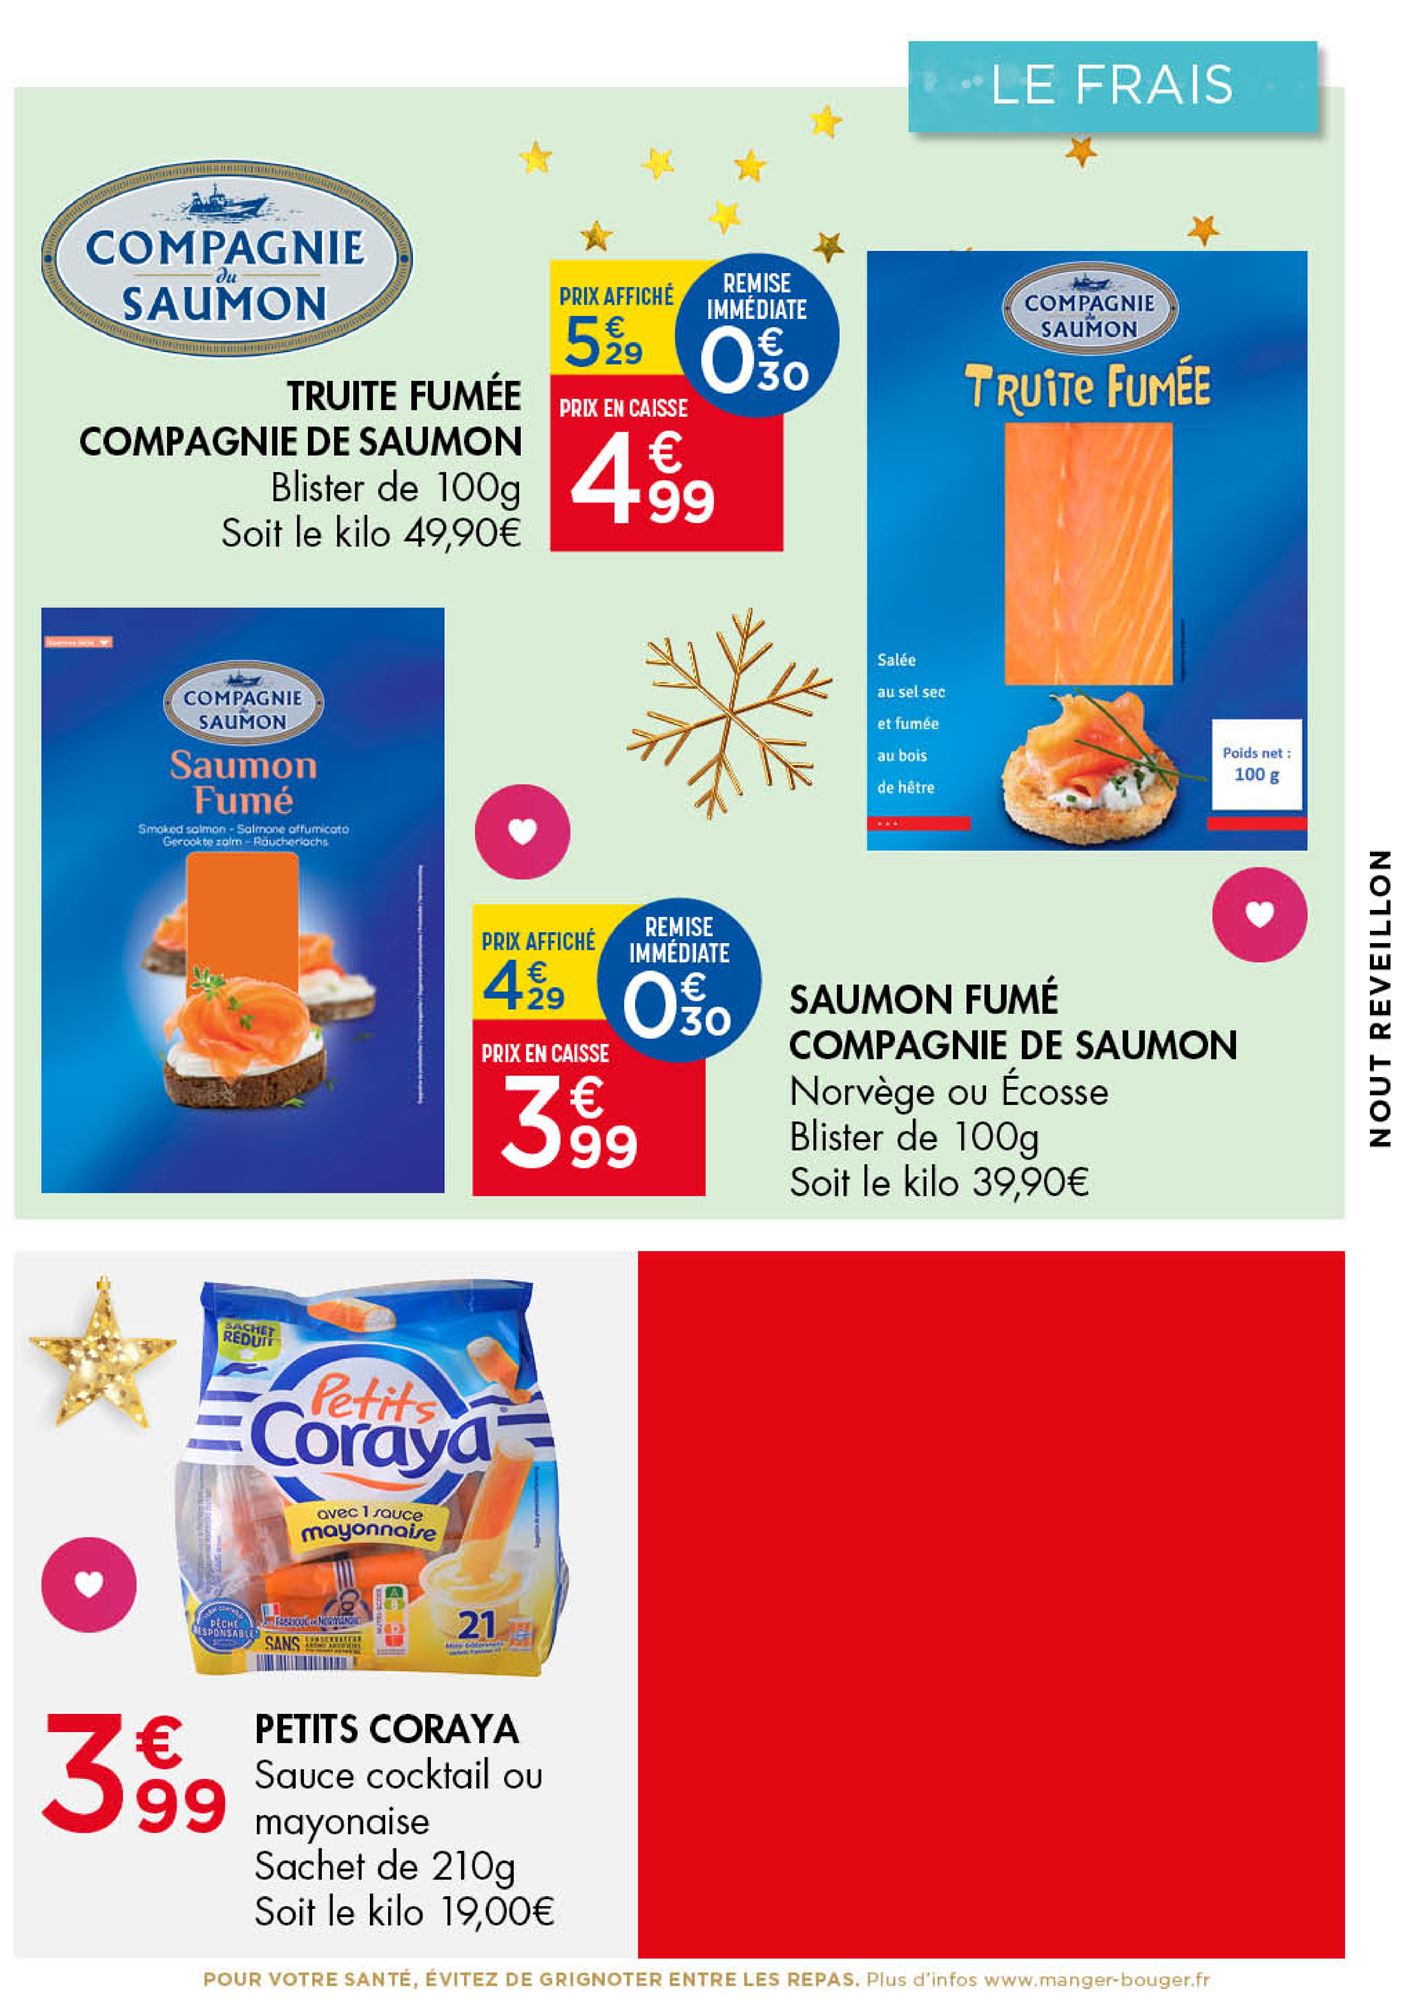 LE FRAIS
COMPAGNIE
du
SAUMON
PRIX AFFICHÉ
5€29
REMISE
IMMÉDIATE
0€30
PRIX EN CAISSE
4€99
TRUITE FUMÉE
COMPAGNIE DE SAUMON
Blister de 100g
Soit le kilo 49,90€
COMPAGNIE
SAUMON
TRUiTe FUMÉE
Salée
au sel sec
et fumée
au bois
de hêtre
Poids net :
100 g
COMPAGNIE
SAUMON
Saumon
Fumé
Smoked salmon - Salmone affumicato
Gerookte zalm - Räucherlachs
PRIX AFFICHÉ
4€29
REMISE
IMMÉDIATE
0€30
PRIX EN CAISSE
3€99
SAUMON FUMÉ
COMPAGNIE DE SAUMON
Norvège ou Écosse
Blister de 100g
Soit le kilo 39,90€
NOUT REVEILLON
SACHET
RÉDUIT
Petits
Coraya
avec 1 sauce
mayonnaise
PÊCHE
RESPONSABLE
FABRIQUÉ EN NORMANDIE
SANS
21
3€99
PETITS CORAYA
Sauce cocktail ou
mayonaise
Sachet de 210g
Soit le kilo 19,00€
POUR VOTRE SANTÉ, ÉVITEZ DE GRIGNOTER ENTRE LES REPAS. Plus d'infos www.manger-bouger.fr